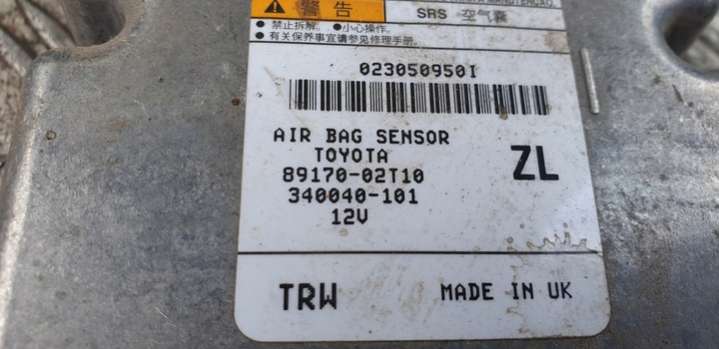 警告 SRS 空气囊
●禁止拆解. ●小心操作.
●有关保养事宜请参见修理手册.
023050950I
AIR BAG SENSOR
TOYOTA
89170-02T10
340040-101
12V
ZL
TRW MADE IN UK